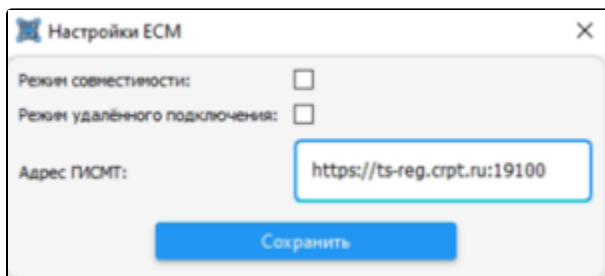 Настройки ЕСМ
Режим совместимости:
Режим удалённого подключения:
Адрес ГИСМТ: https://ts-reg.crpt.ru:19100
Сохранить